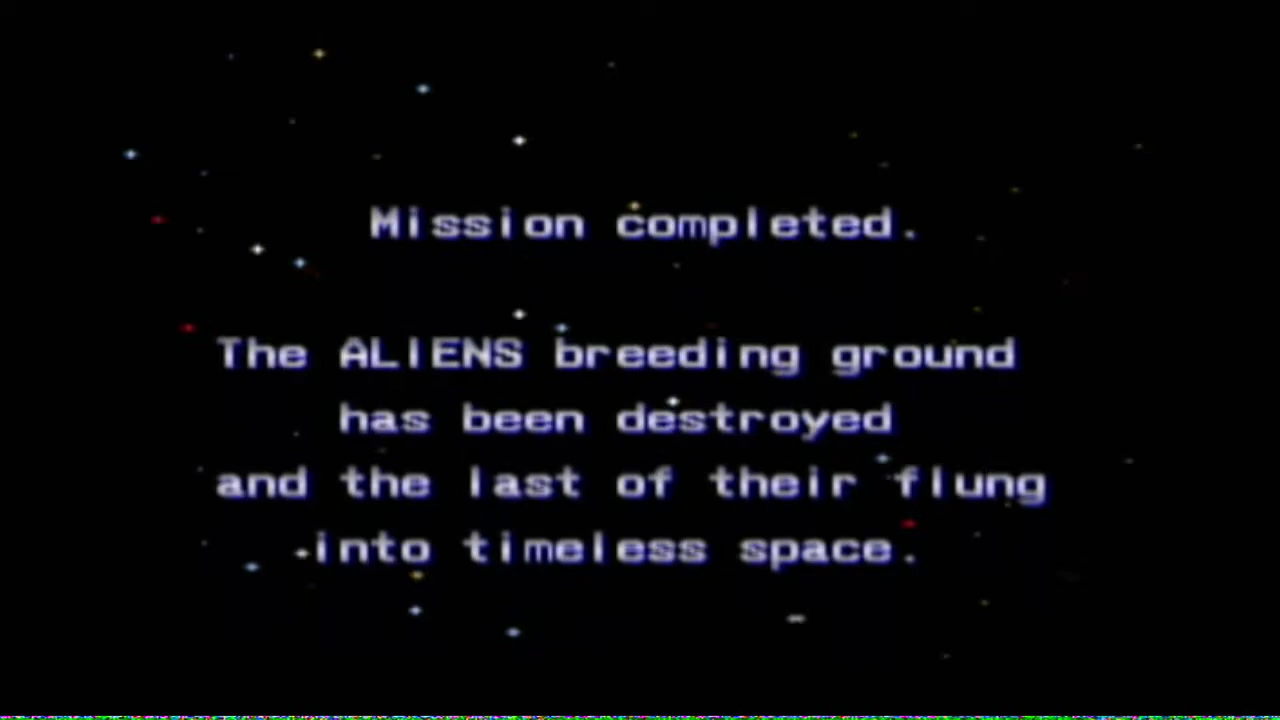 Mission completed.
The ALIENS breeding ground
has been destroyed
and the last of their flung
into timeless space.